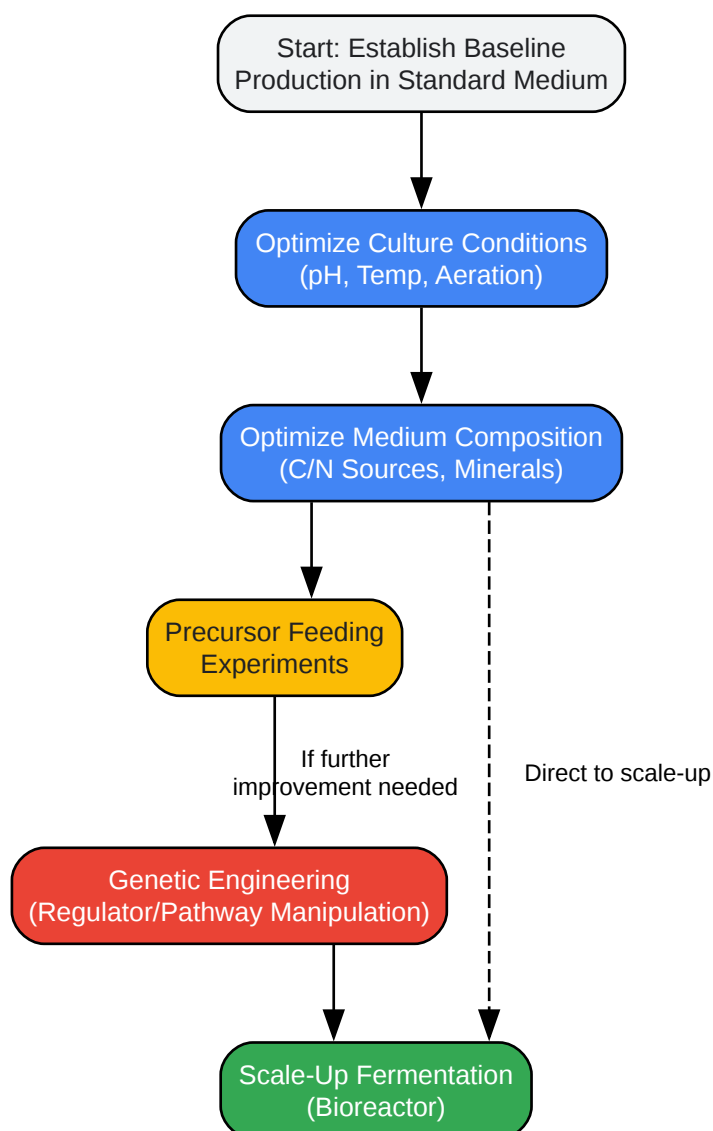 Start: Establish Baseline
Production in Standard Medium
Optimize Culture Conditions
(pH, Temp, Aeration)
Optimize Medium Composition
(C/N Sources, Minerals)
Precursor Feeding
Experiments
If further
improvement needed
Direct to scale-up
Genetic Engineering
(Regulator/Pathway Manipulation)
Scale-Up Fermentation
(Bioreactor)